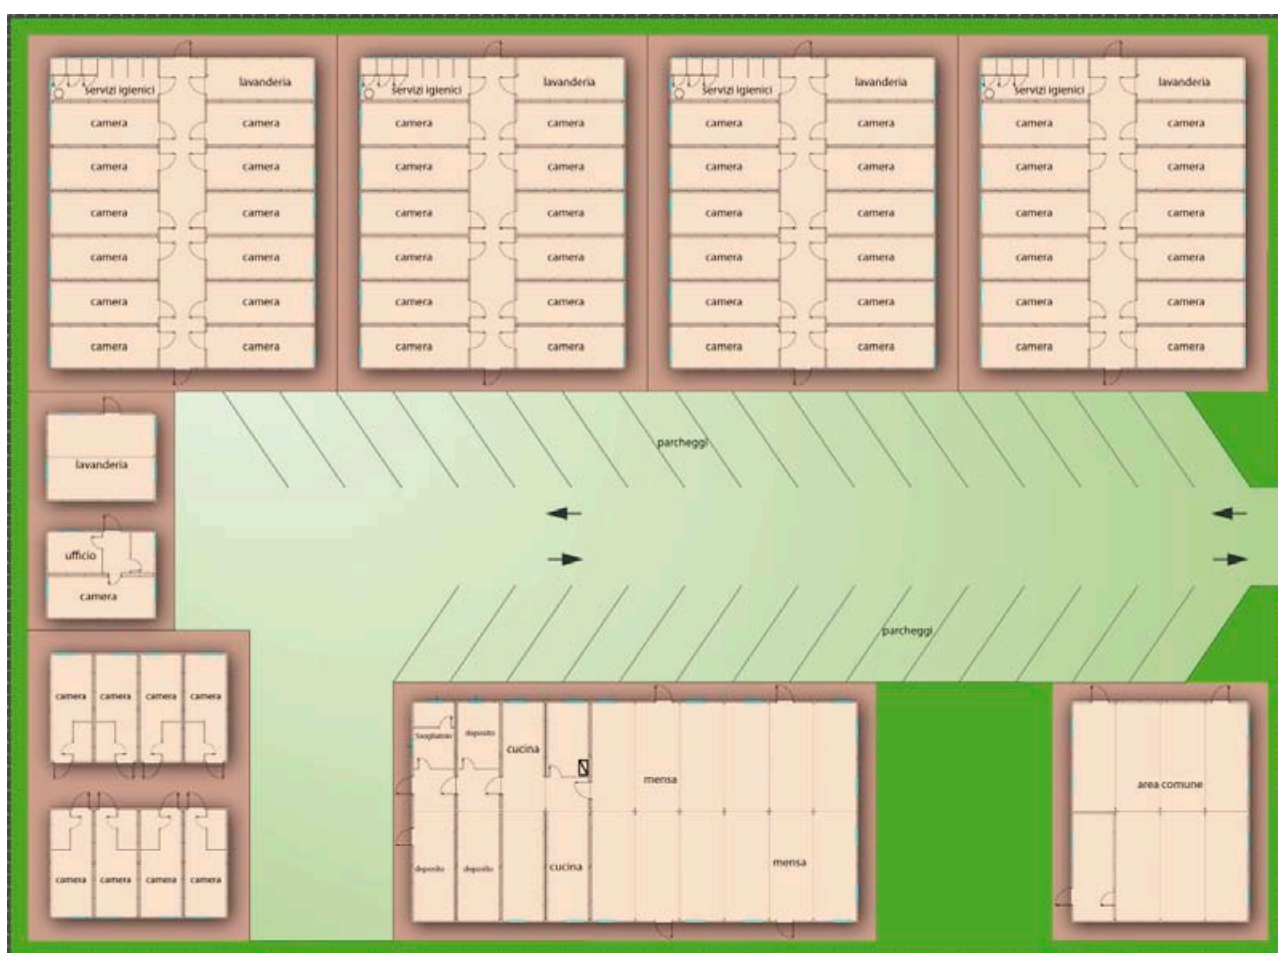 lavanderia lavanderia lavanderia lavanderia
servizi igienici servizi igienici servizi igienici servizi igienici
camera camera camera camera camera camera camera camera
camera camera camera camera camera camera camera camera
camera camera camera camera camera camera camera camera
camera camera camera camera camera camera camera camera
camera camera camera camera camera camera camera camera
camera camera camera camera camera camera camera camera
parcheggi
lavanderia
ufficio
camera
parcheggi
camera camera camera camera
Spogliatoio deposito
cucina
mensa
area comune
mensa
cucina
deposito deposito
camera camera camera camera